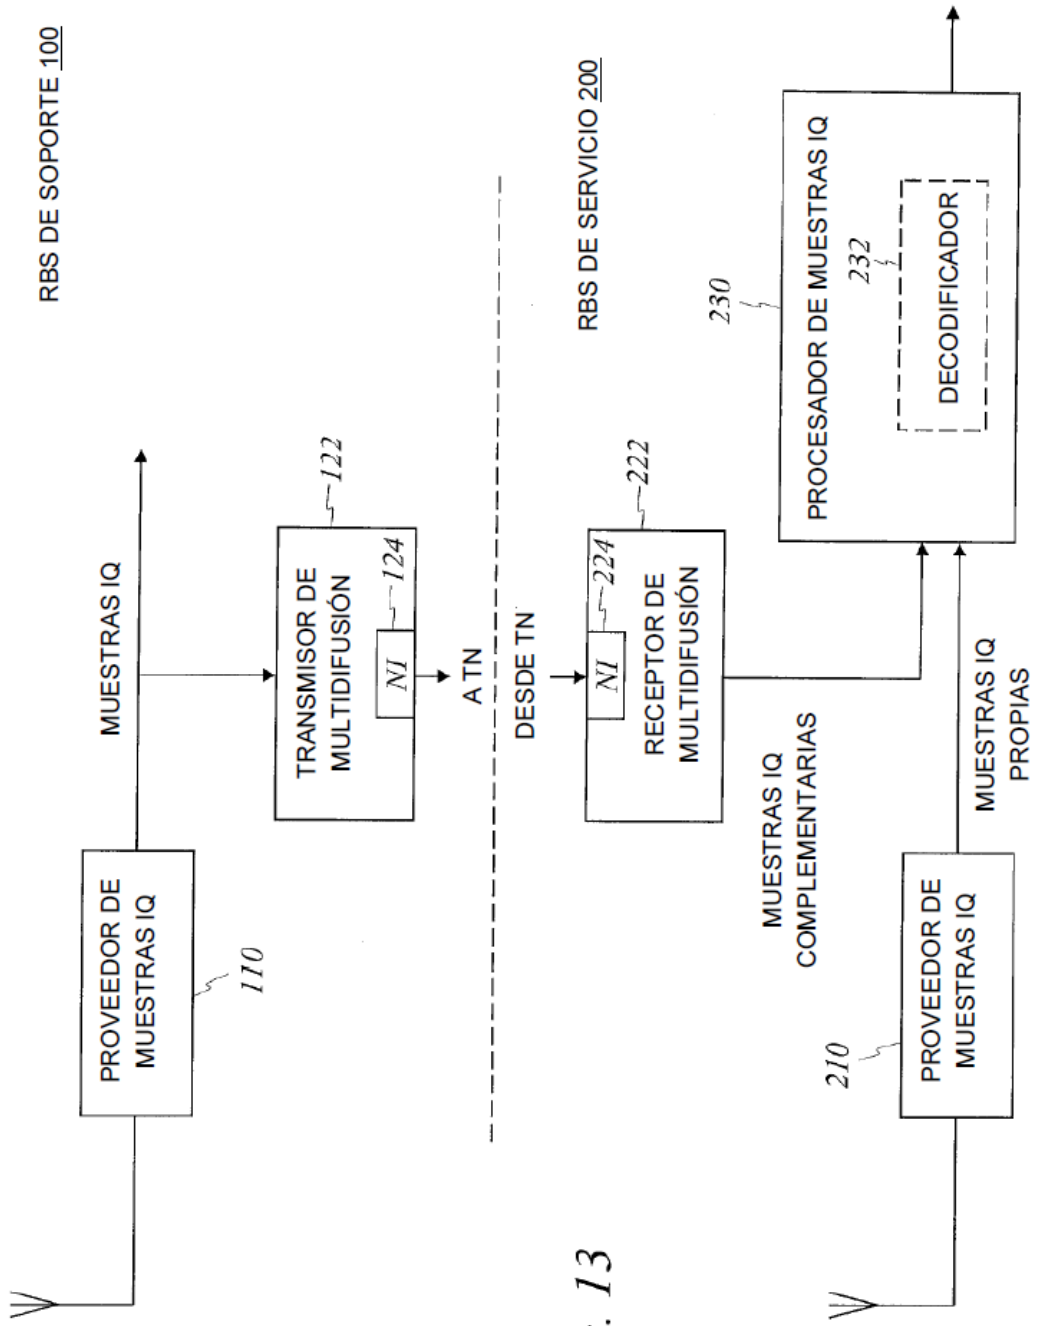 RBS DE SOPORTE 100
MUESTRAS IQ
PROVEEDOR DE
MUESTRAS IQ
110
TRANSMISOR DE
MULTIDIFUSIÓN
122
NI
124
A TN
DESDE TN
RBS DE SERVICIO 200
NI
224
RECEPTOR DE
MULTIDIFUSIÓN
222
MUESTRAS IQ
COMPLEMENTARIAS
PROVEEDOR DE
MUESTRAS IQ
210
MUESTRAS IQ
PROPIAS
230
PROCESADOR DE MUESTRAS IQ
232
DECODIFICADOR
. 13